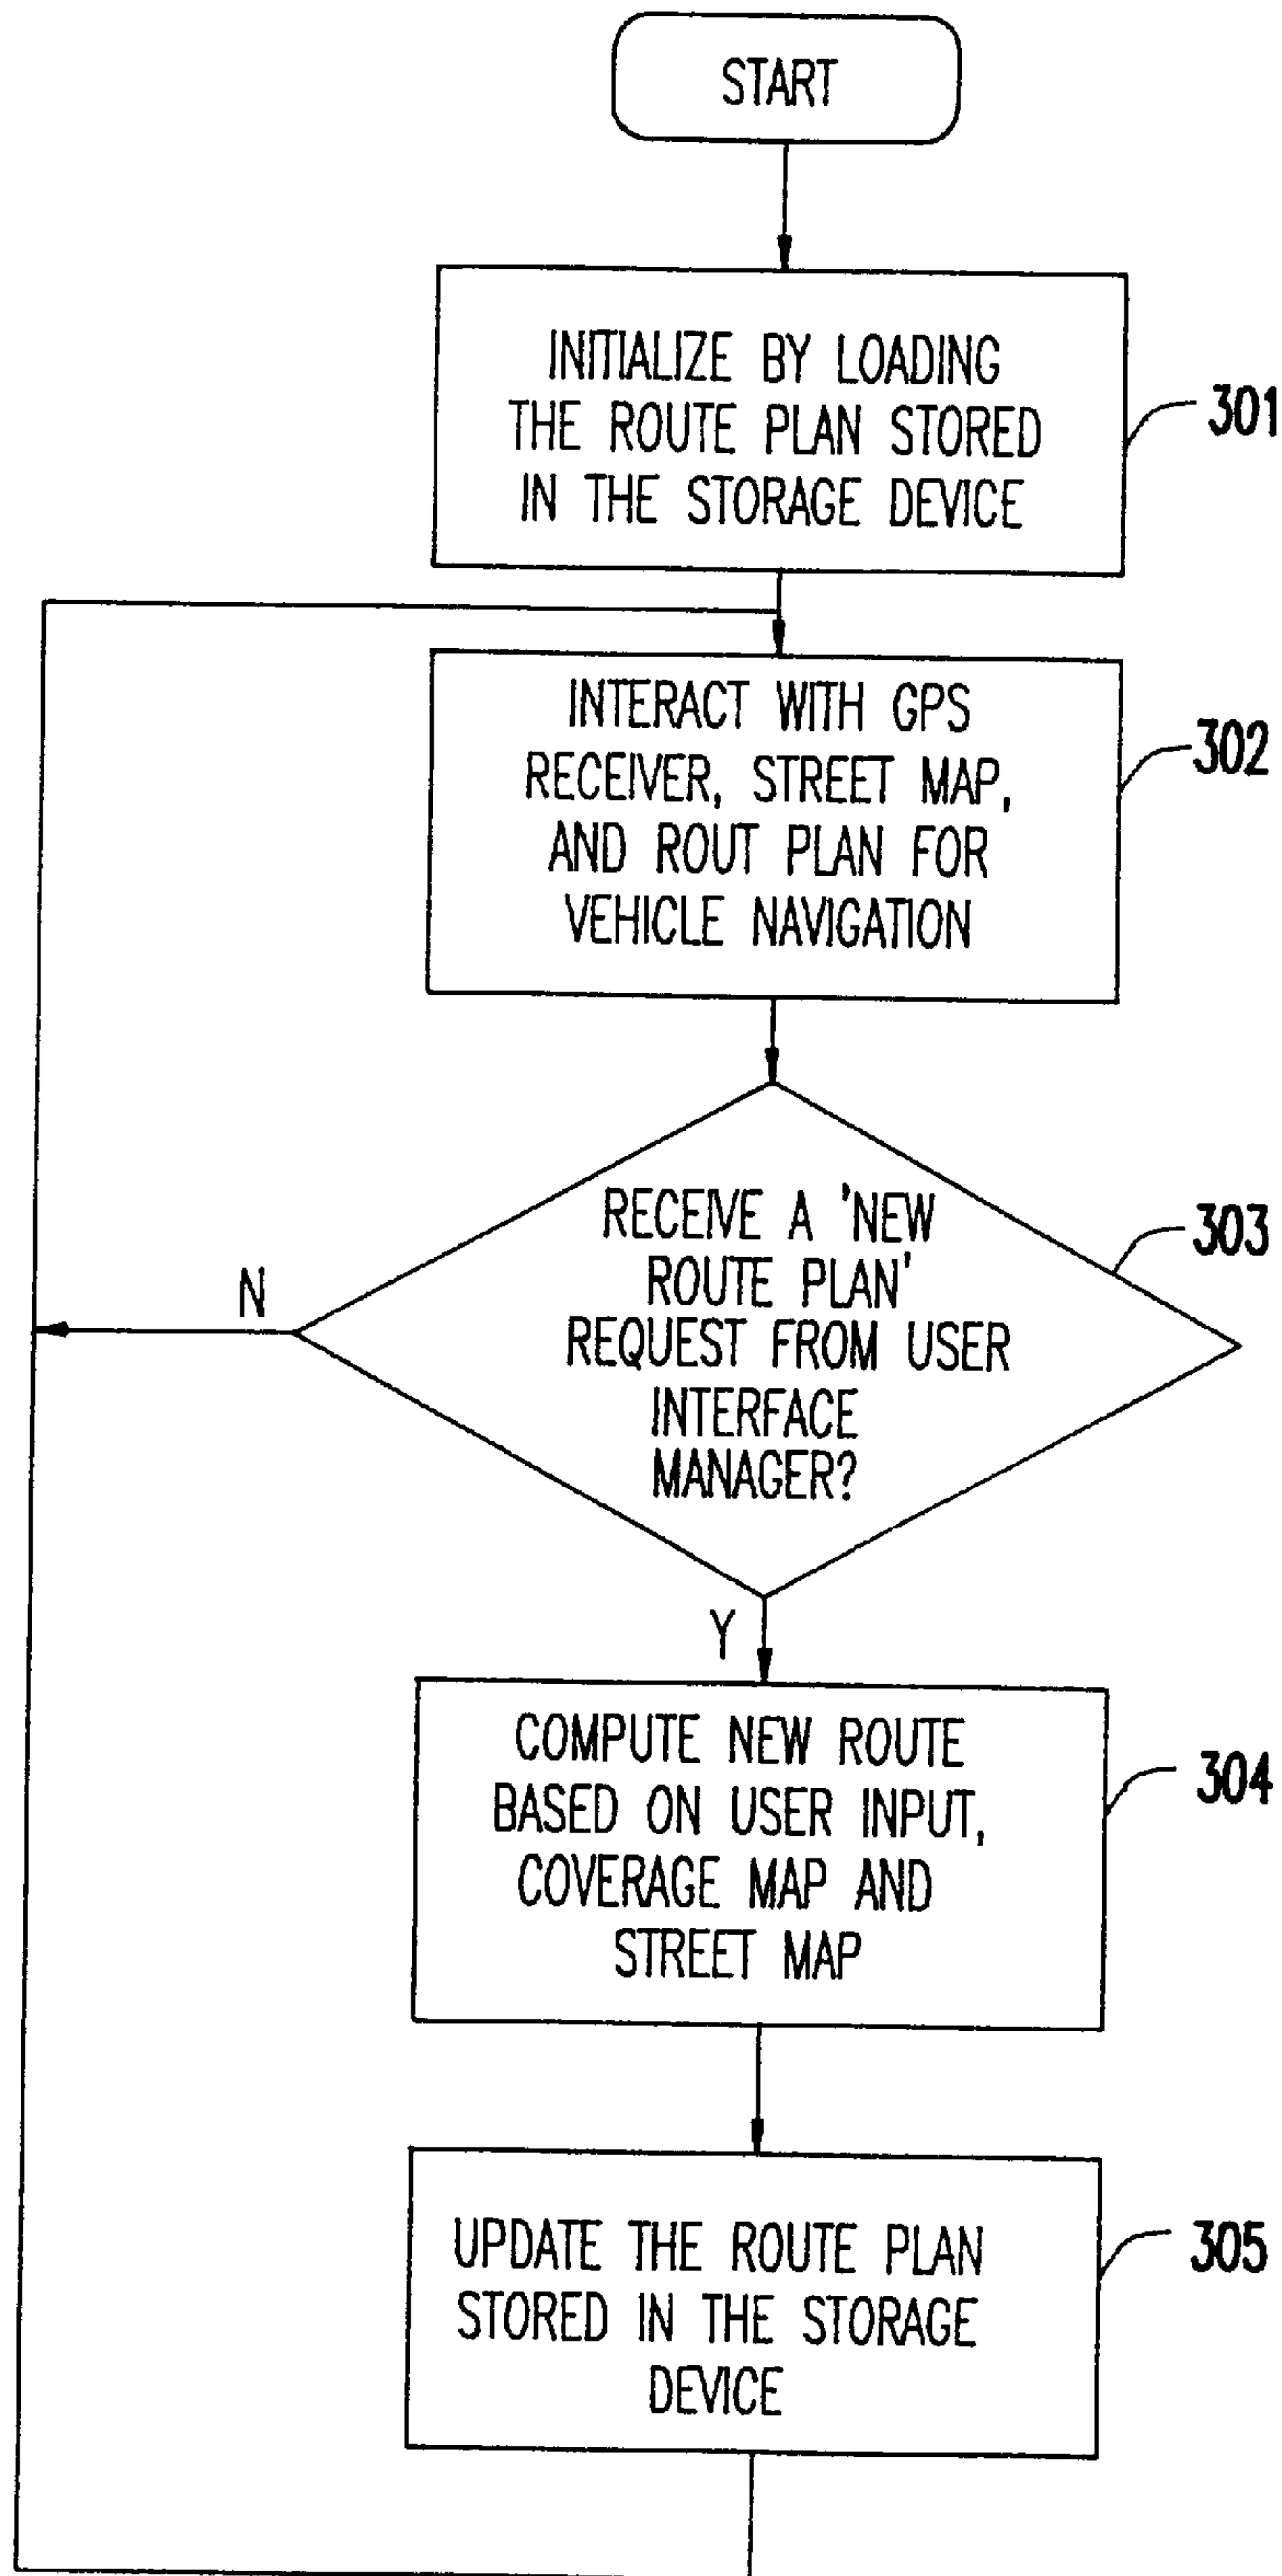 START
INITIALIZE BY LOADING
THE ROUTE PLAN STORED
IN THE STORAGE DEVICE
301
INTERACT WITH GPS
RECEIVER, STREET MAP,
AND ROUT PLAN FOR
VEHICLE NAVIGATION
302
RECEIVE A 'NEW
ROUTE PLAN'
REQUEST FROM USER
INTERFACE
MANAGER?
303
N
Y
COMPUTE NEW ROUTE
BASED ON USER INPUT,
COVERAGE MAP AND
STREET MAP
304
UPDATE THE ROUTE PLAN
STORED IN THE STORAGE
DEVICE
305